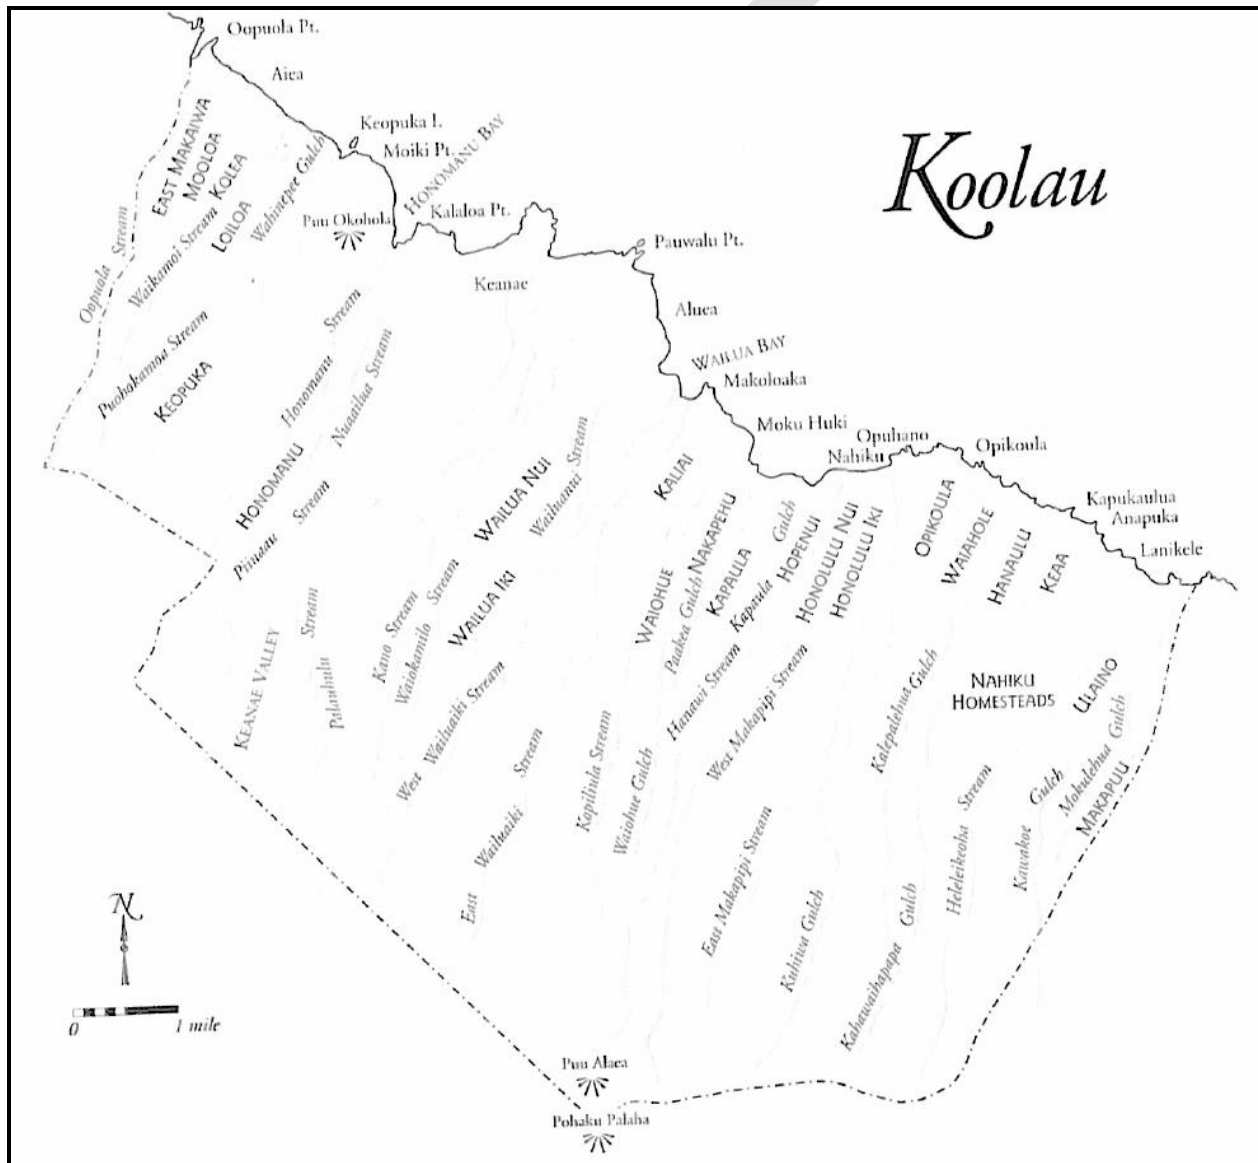 Koolau
Oopuola Pt.
Aiea
Keopuka I.
Moiki Pt.
HONOMANU BAY
Kalaloa Pt.
Puu Okohola
Keanae
Pauwalu Pt.
Aluea
WAILUA BAY
Makoloaka
Moku Huki
Opuhano
Nahiku
Opikoula
Kapukaulua
Anapuka
Lanikele
EAST MAKAIWA
MOOLOA
KOLEA
LOILOA
Wahinepee Gulch
Oopuola Stream
Waikamoi Stream
Puohokamoa Stream
KEOPUKA
Honomanu Stream
Nuaailua Stream
HONOMANU
Piinaau Stream
KEANAE VALLEY
Palauhulu Stream
Kano Stream
Waiokamilo Stream
WAILUA NUI
Wailuanui Stream
WAILUA IKI
West Wailuaiki Stream
East Wailuaiki Stream
Kopiliula Stream
Waiohue Gulch
KALIAI
WAIOHUE
Paakea Gulch
NAKAPEHU
KAPAULA
Kapaula Gulch
HOPENUI
HONOLULU NUI
HONOLULU IKI
Hanawi Stream
West Makapipi Stream
East Makapipi Stream
Kuhiwa Gulch
Kalepalehua Gulch
Kahawaihapapa Gulch
OPIKOULA
WAIAHOLE
HANAULU
KEAA
NAHIKU
HOMESTEADS
ULAINO
Heleleikeoha Stream
Kawakoe Gulch
Mokulehua Gulch
MAKAPUU
N
0 1 mile
Puu Alaea
Pohaku Palaha